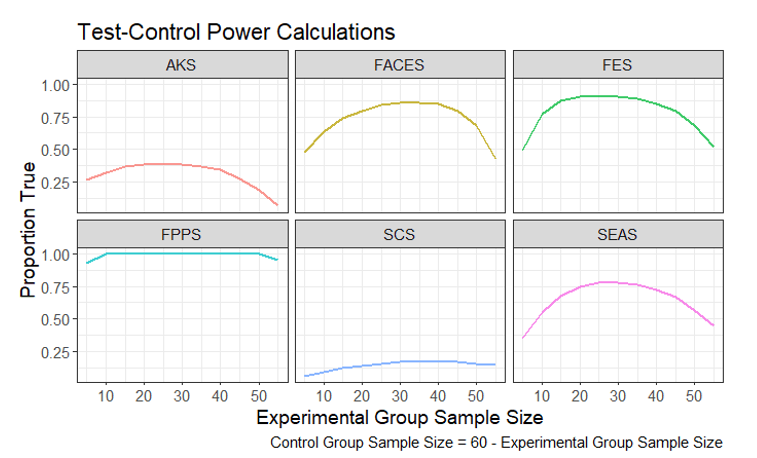 Test-Control Power Calculations
AKS FACES FES
1.00
0.75
0.50
0.25
FPPS SCS SEAS
1.00
0.75
0.50
0.25
Proportion True
10 20 30 40 50 10 20 30 40 50 10 20 30 40 50
Experimental Group Sample Size
Control Group Sample Size = 60 - Experimental Group Sample Size